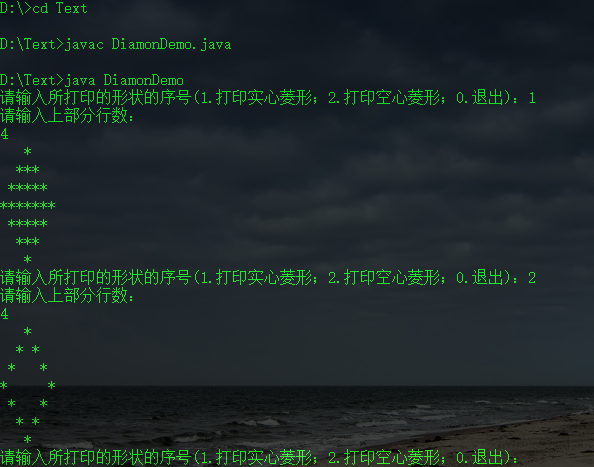 D:\>cd Text
D:\Text>javac DiamonDemo.java
D:\Text>java DiamonDemo
请输入所打印的形状的序号(1.打印实心菱形；2.打印空心菱形；0.退出)：1
请输入上部分行数：
4
   *
  ***
 *****
*******
 *****
  ***
   *
请输入所打印的形状的序号(1.打印实心菱形；2.打印空心菱形；0.退出)：2
请输入上部分行数：
4
   *
  * *
 *   *
*     *
 *   *
  * *
   *
请输入所打印的形状的序号(1.打印实心菱形；2.打印空心菱形；0.退出)：